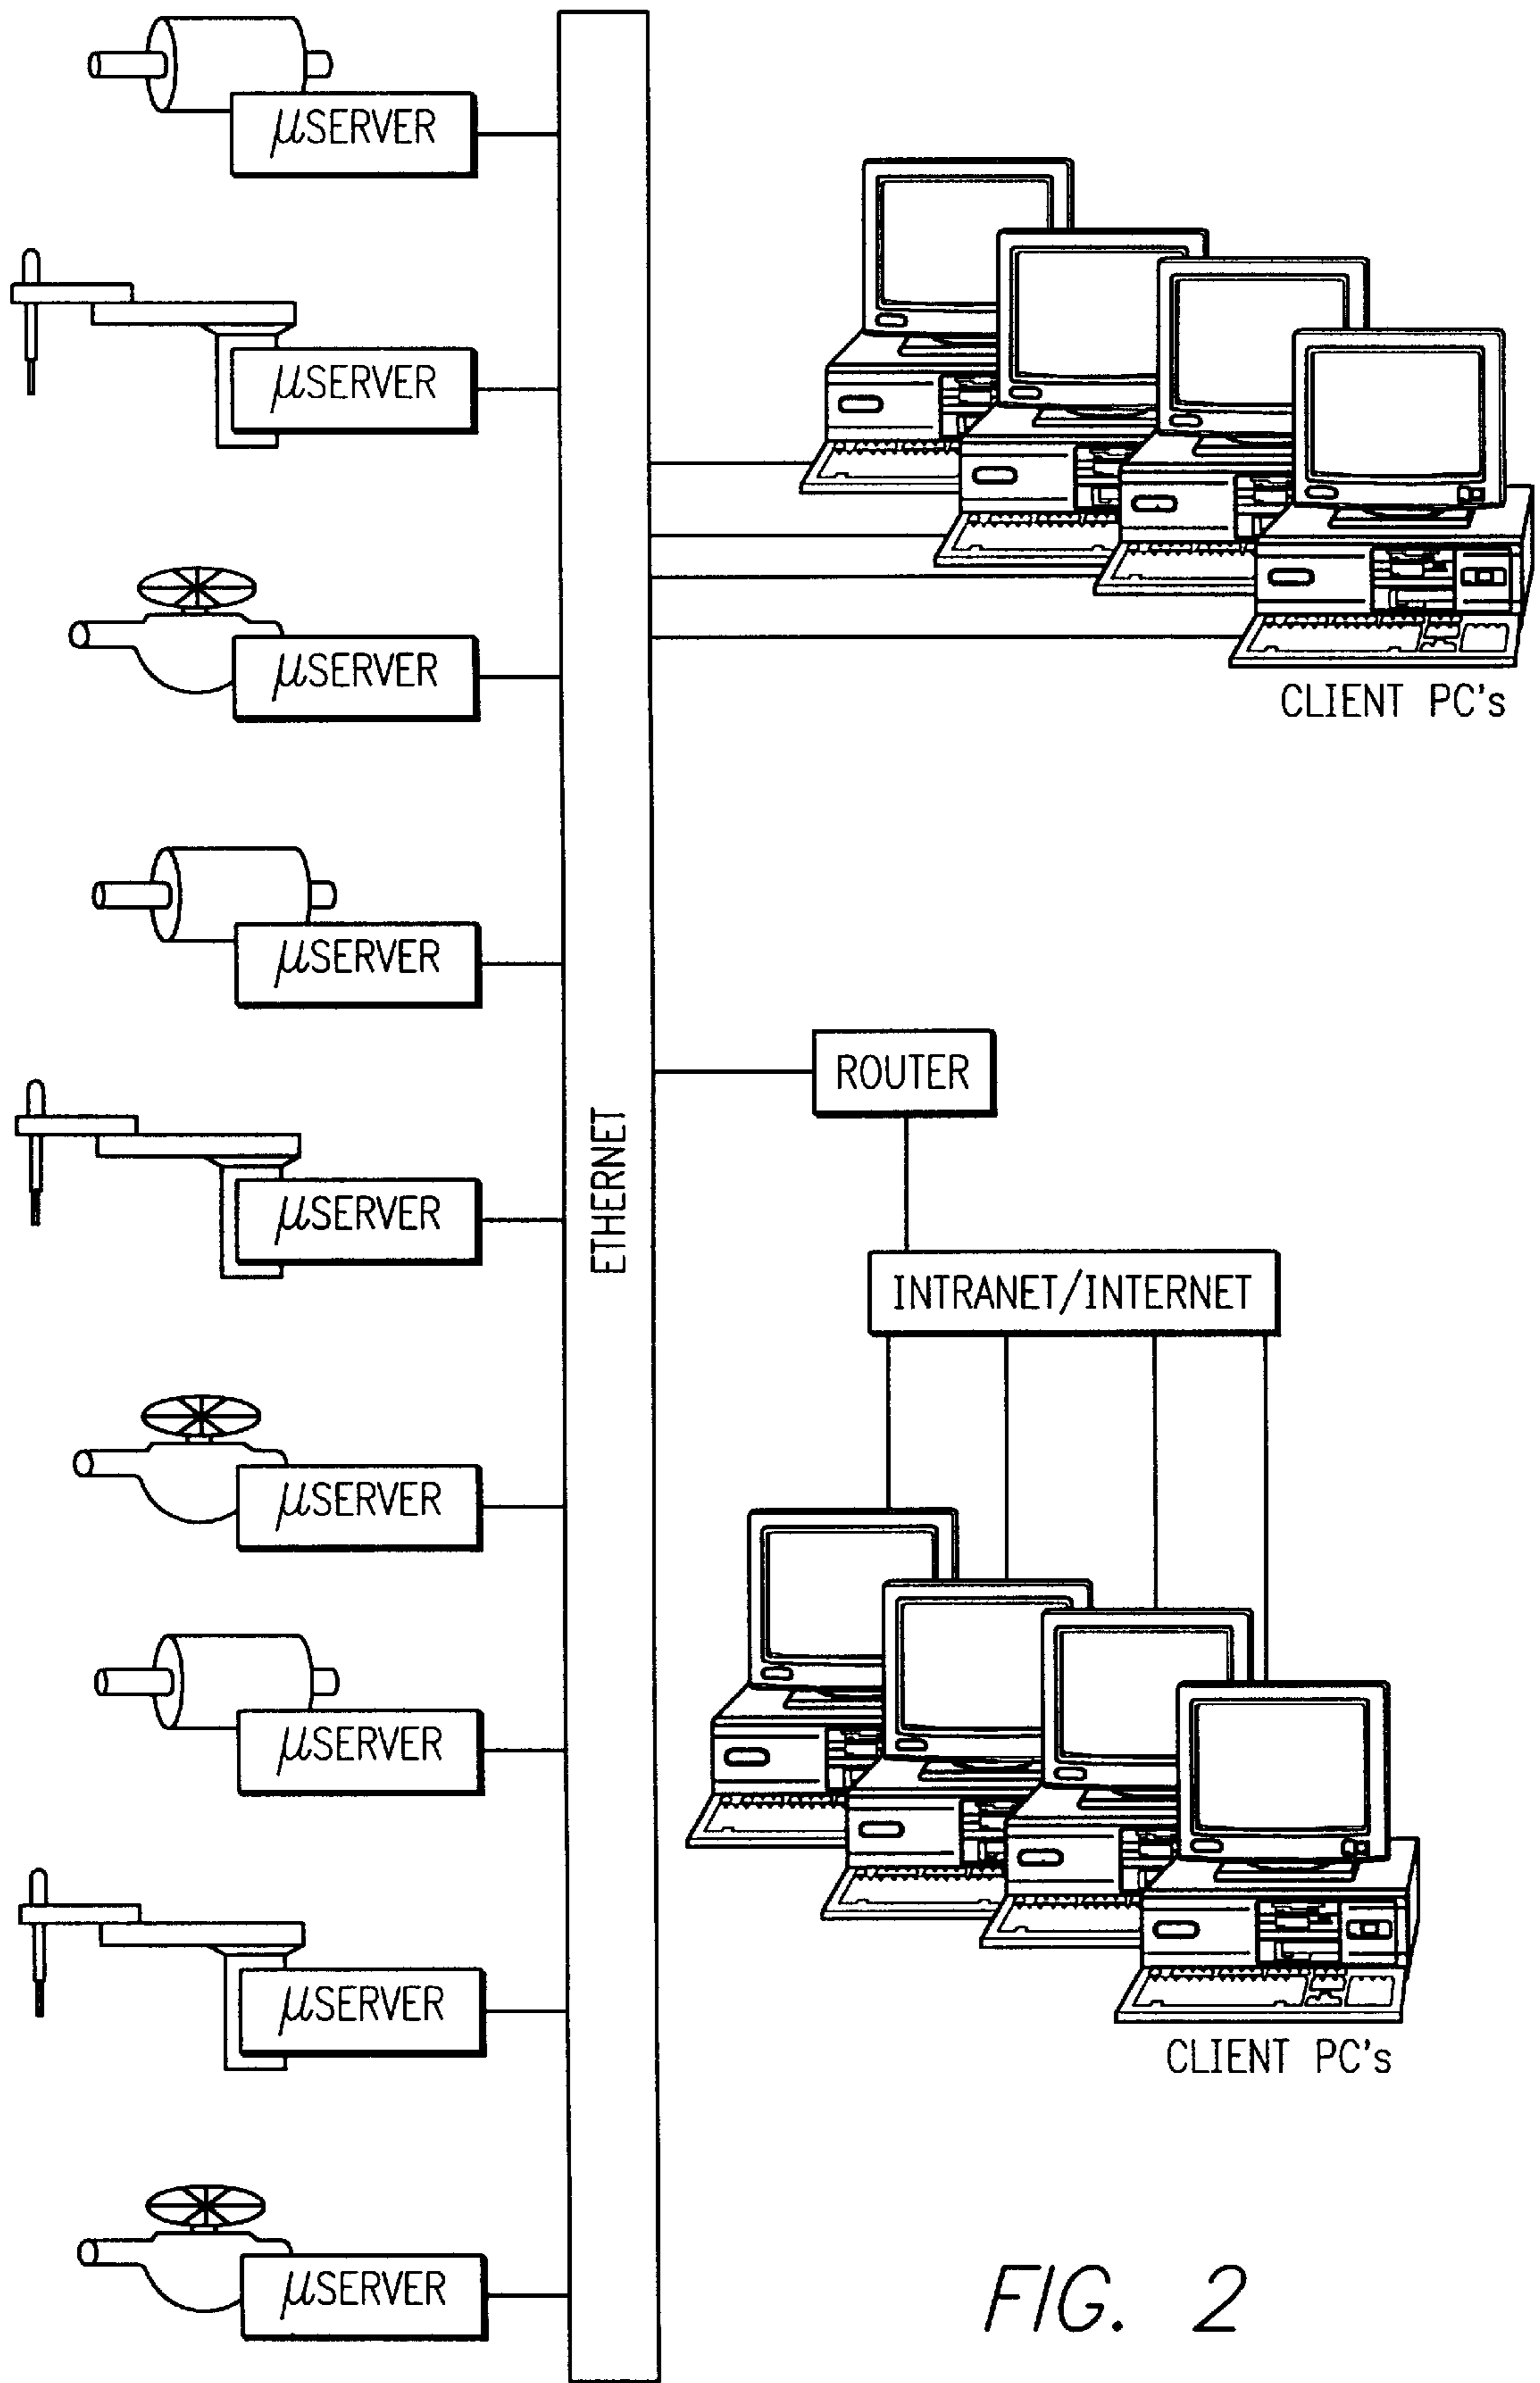 μSERVER
μSERVER
CLIENT PC's
μSERVER
μSERVER
ROUTER
ETHERNET
μSERVER
INTRANET/INTERNET
μSERVER
μSERVER
μSERVER
CLIENT PC's
μSERVER
FIG. 2